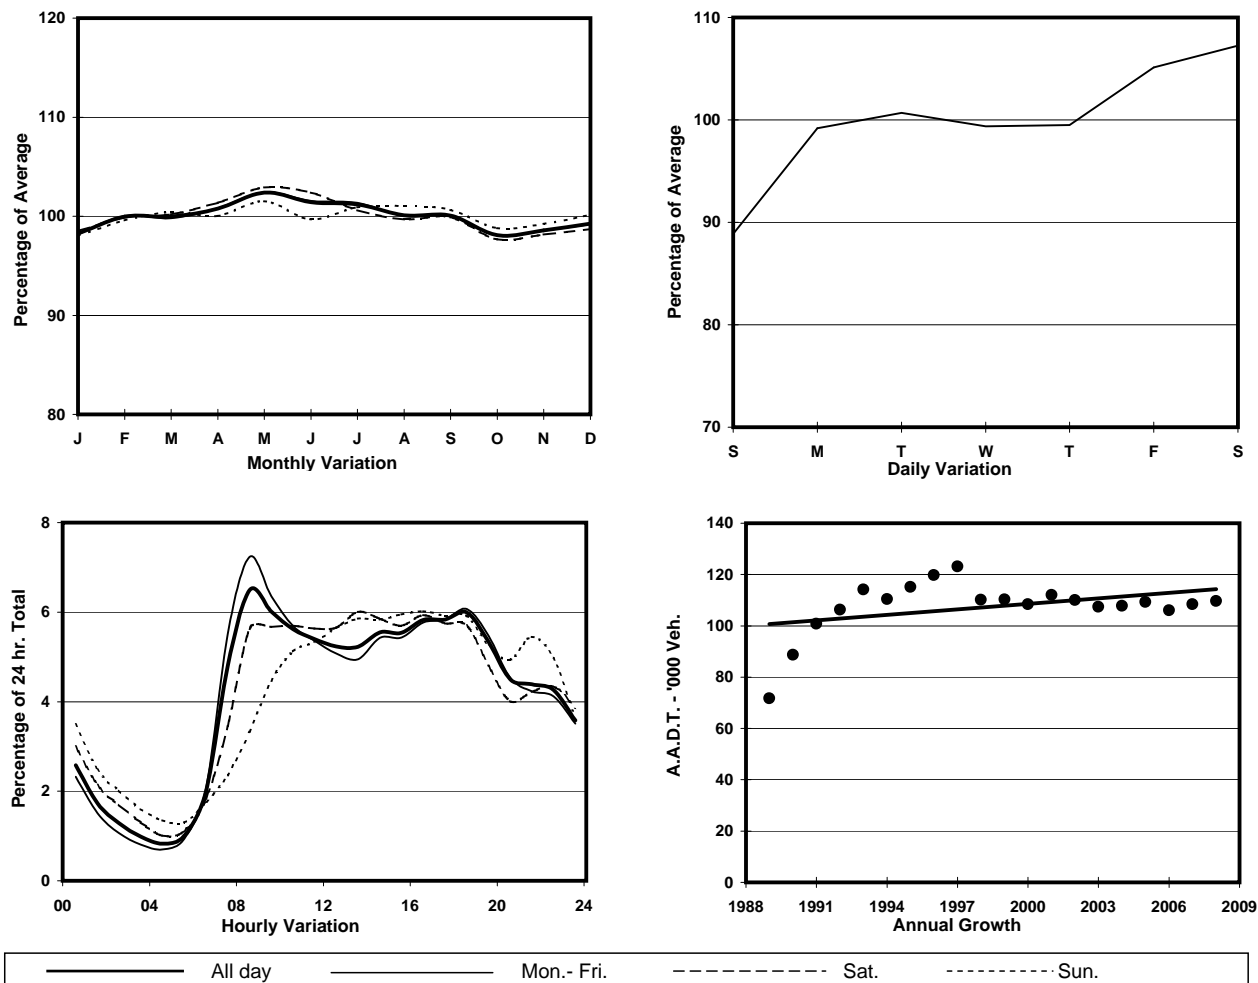 120
110
100
90
80
Percentage of Average
J F M A M J J A S O N D
Monthly Variation
110
100
90
80
70
Percentage of Average
S M T W T F S
Daily Variation
8
6
4
2
0
Percentage of 24 hr. Total
00 04 08 12 16 20 24
Hourly Variation
140
120
100
80
60
40
20
0
A.A.D.T. - '000 Veh.
1988 1991 1994 1997 2000 2003 2006 2009
Annual Growth
All day Mon.- Fri. Sat. Sun.